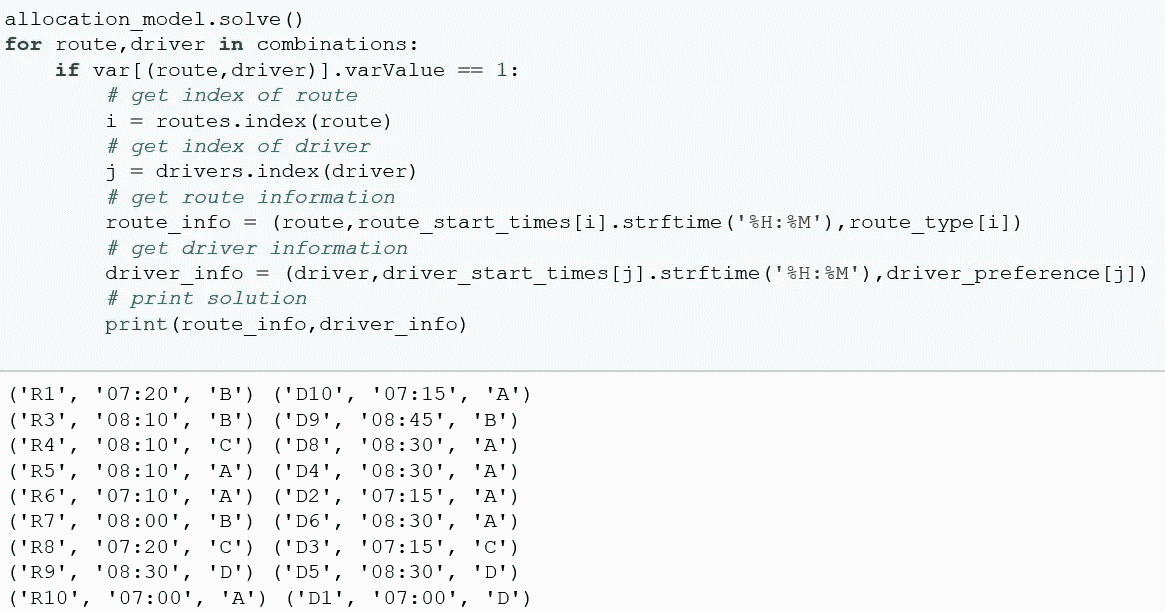 allocation_model.solve()
for route,driver in combinations:
    if var[(route,driver)].varValue == 1:
        # get index of route
        i = routes.index(route)
        # get index of driver
        j = drivers.index(driver)
        # get route information
        route_info = (route,route_start_times[i].strftime('%H:%M'),route_type[i])
        # get driver information
        driver_info = (driver,driver_start_times[j].strftime('%H:%M'),driver_preference[j])
        # print solution
        print(route_info,driver_info)
('R1', '07:20', 'B') ('D10', '07:15', 'A')
('R3', '08:10', 'B') ('D9', '08:45', 'B')
('R4', '08:10', 'C') ('D8', '08:30', 'A')
('R5', '08:10', 'A') ('D4', '08:30', 'A')
('R6', '07:10', 'A') ('D2', '07:15', 'A')
('R7', '08:00', 'B') ('D6', '08:30', 'A')
('R8', '07:20', 'C') ('D3', '07:15', 'C')
('R9', '08:30', 'D') ('D5', '08:30', 'D')
('R10', '07:00', 'A') ('D1', '07:00', 'D')